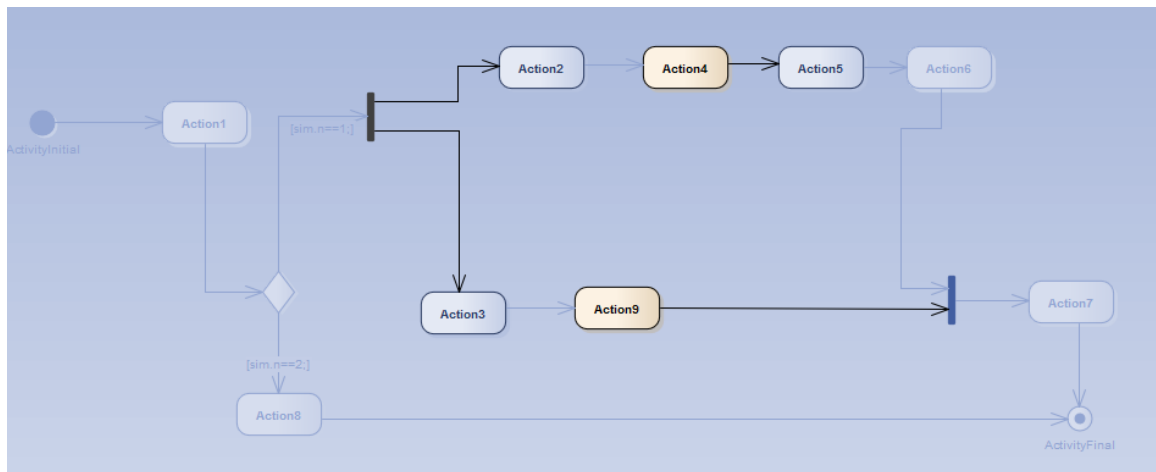 Action2
Action4
Action5
Action6
Action1
[sim.n==1;]
ActivityInitial
Action3
Action9
Action7
[sim.n==2;]
Action8
ActivityFinal